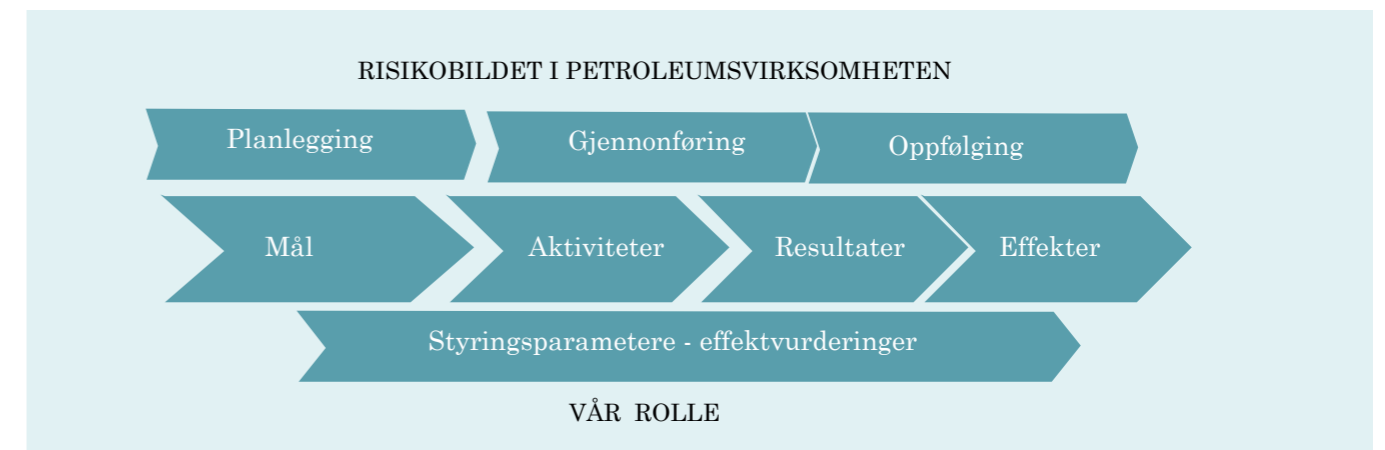 RISIKOBILDET I PETROLEUMSVIRKSOMHETEN
Planlegging Gjennonføring Oppfølging
Mål Aktiviteter Resultater Effekter
Styringsparametere - effektvurderinger
VÅR ROLLE